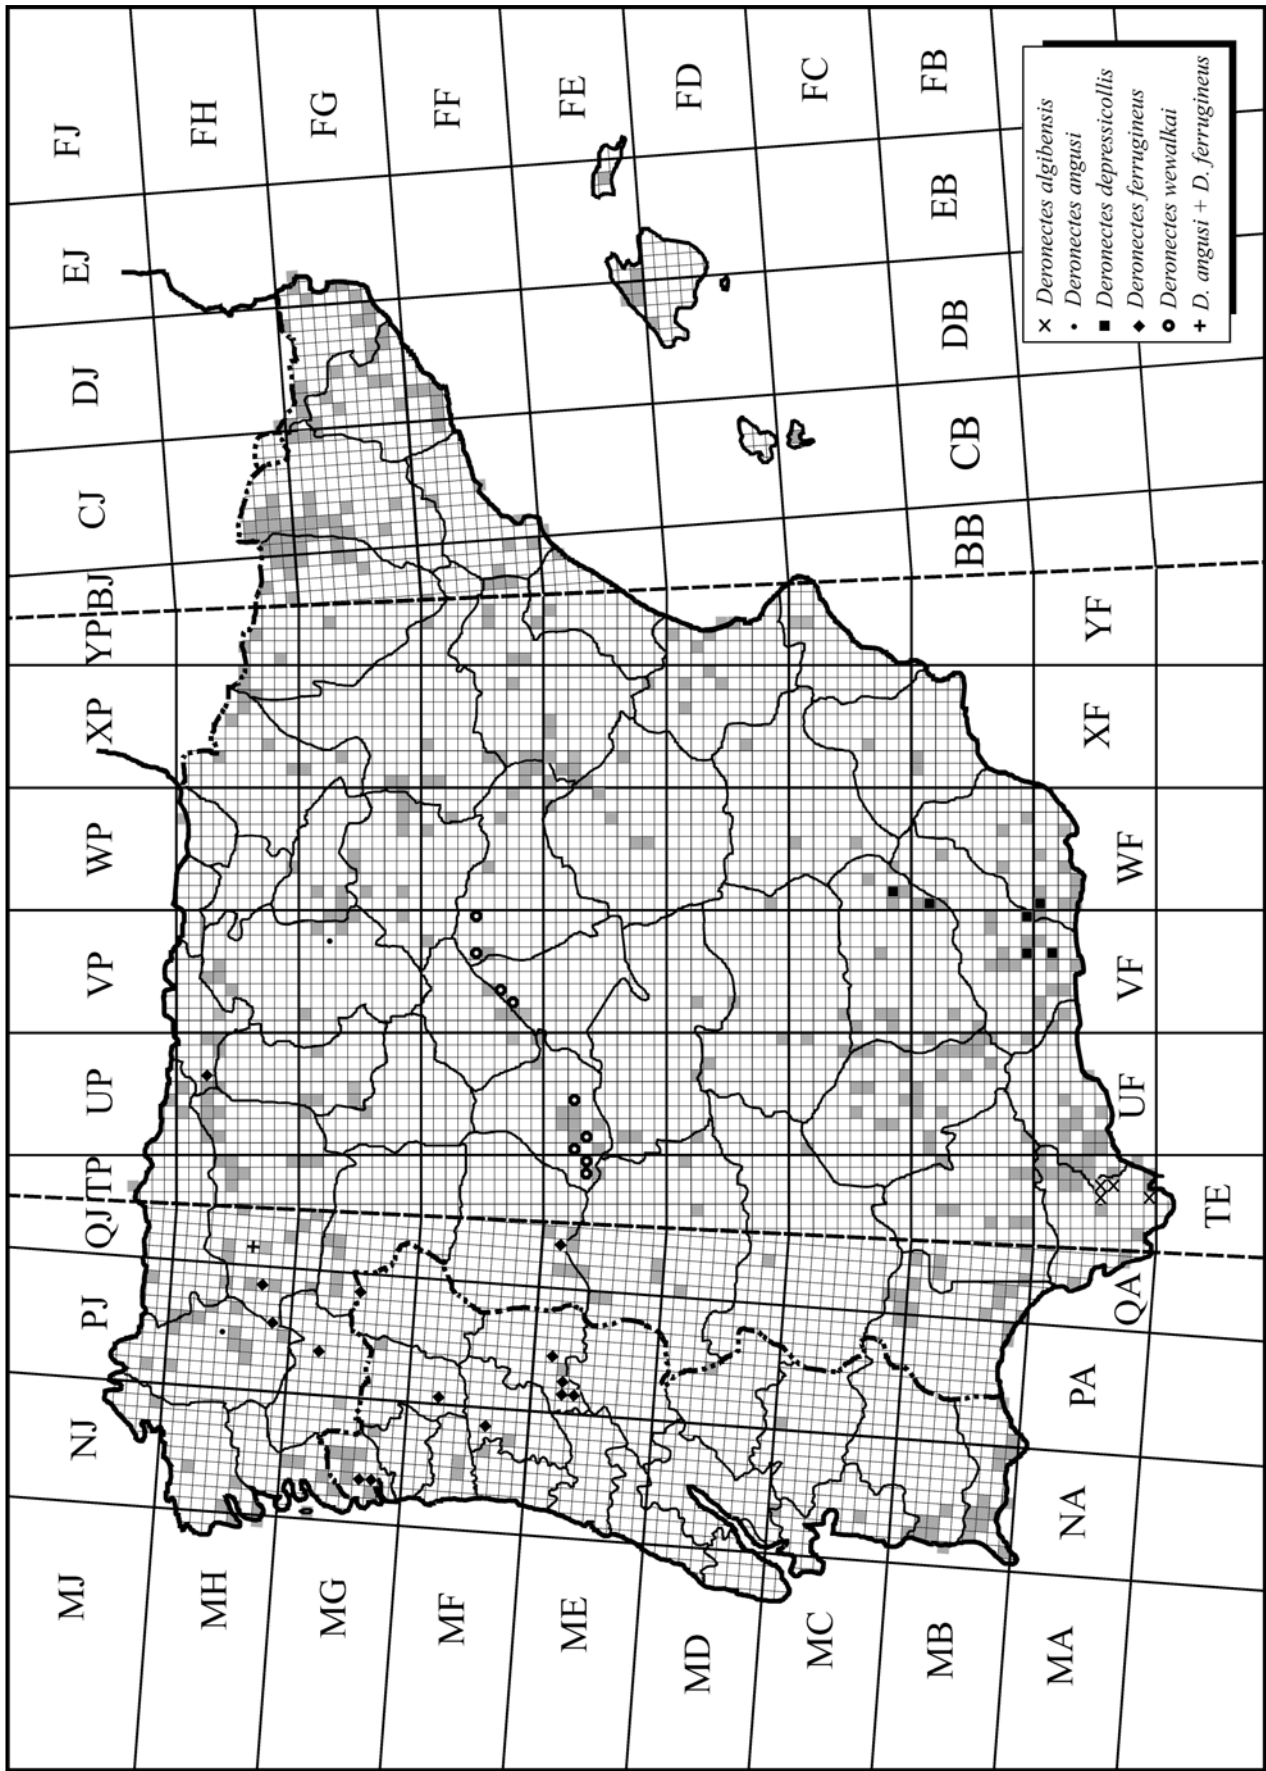 FJ
EJ
DJ
CJ
BJ
YP
XP
WP
VP
UP
TP
QJ
PJ
NJ
MJ
FH
FG
FF
FE
FD
FC
FB
EB
DB
CB
BB
YF
XF
WF
VF
UF
TE
QA
PA
NA
MH
MG
MF
ME
MD
MC
MB
MA
× Deronectes algibensis
• Deronectes angusi
■ Deronectes depressicollis
◆ Deronectes ferrugineus
o Deronectes wewalkai
+ D. angusi + D. ferrugineus